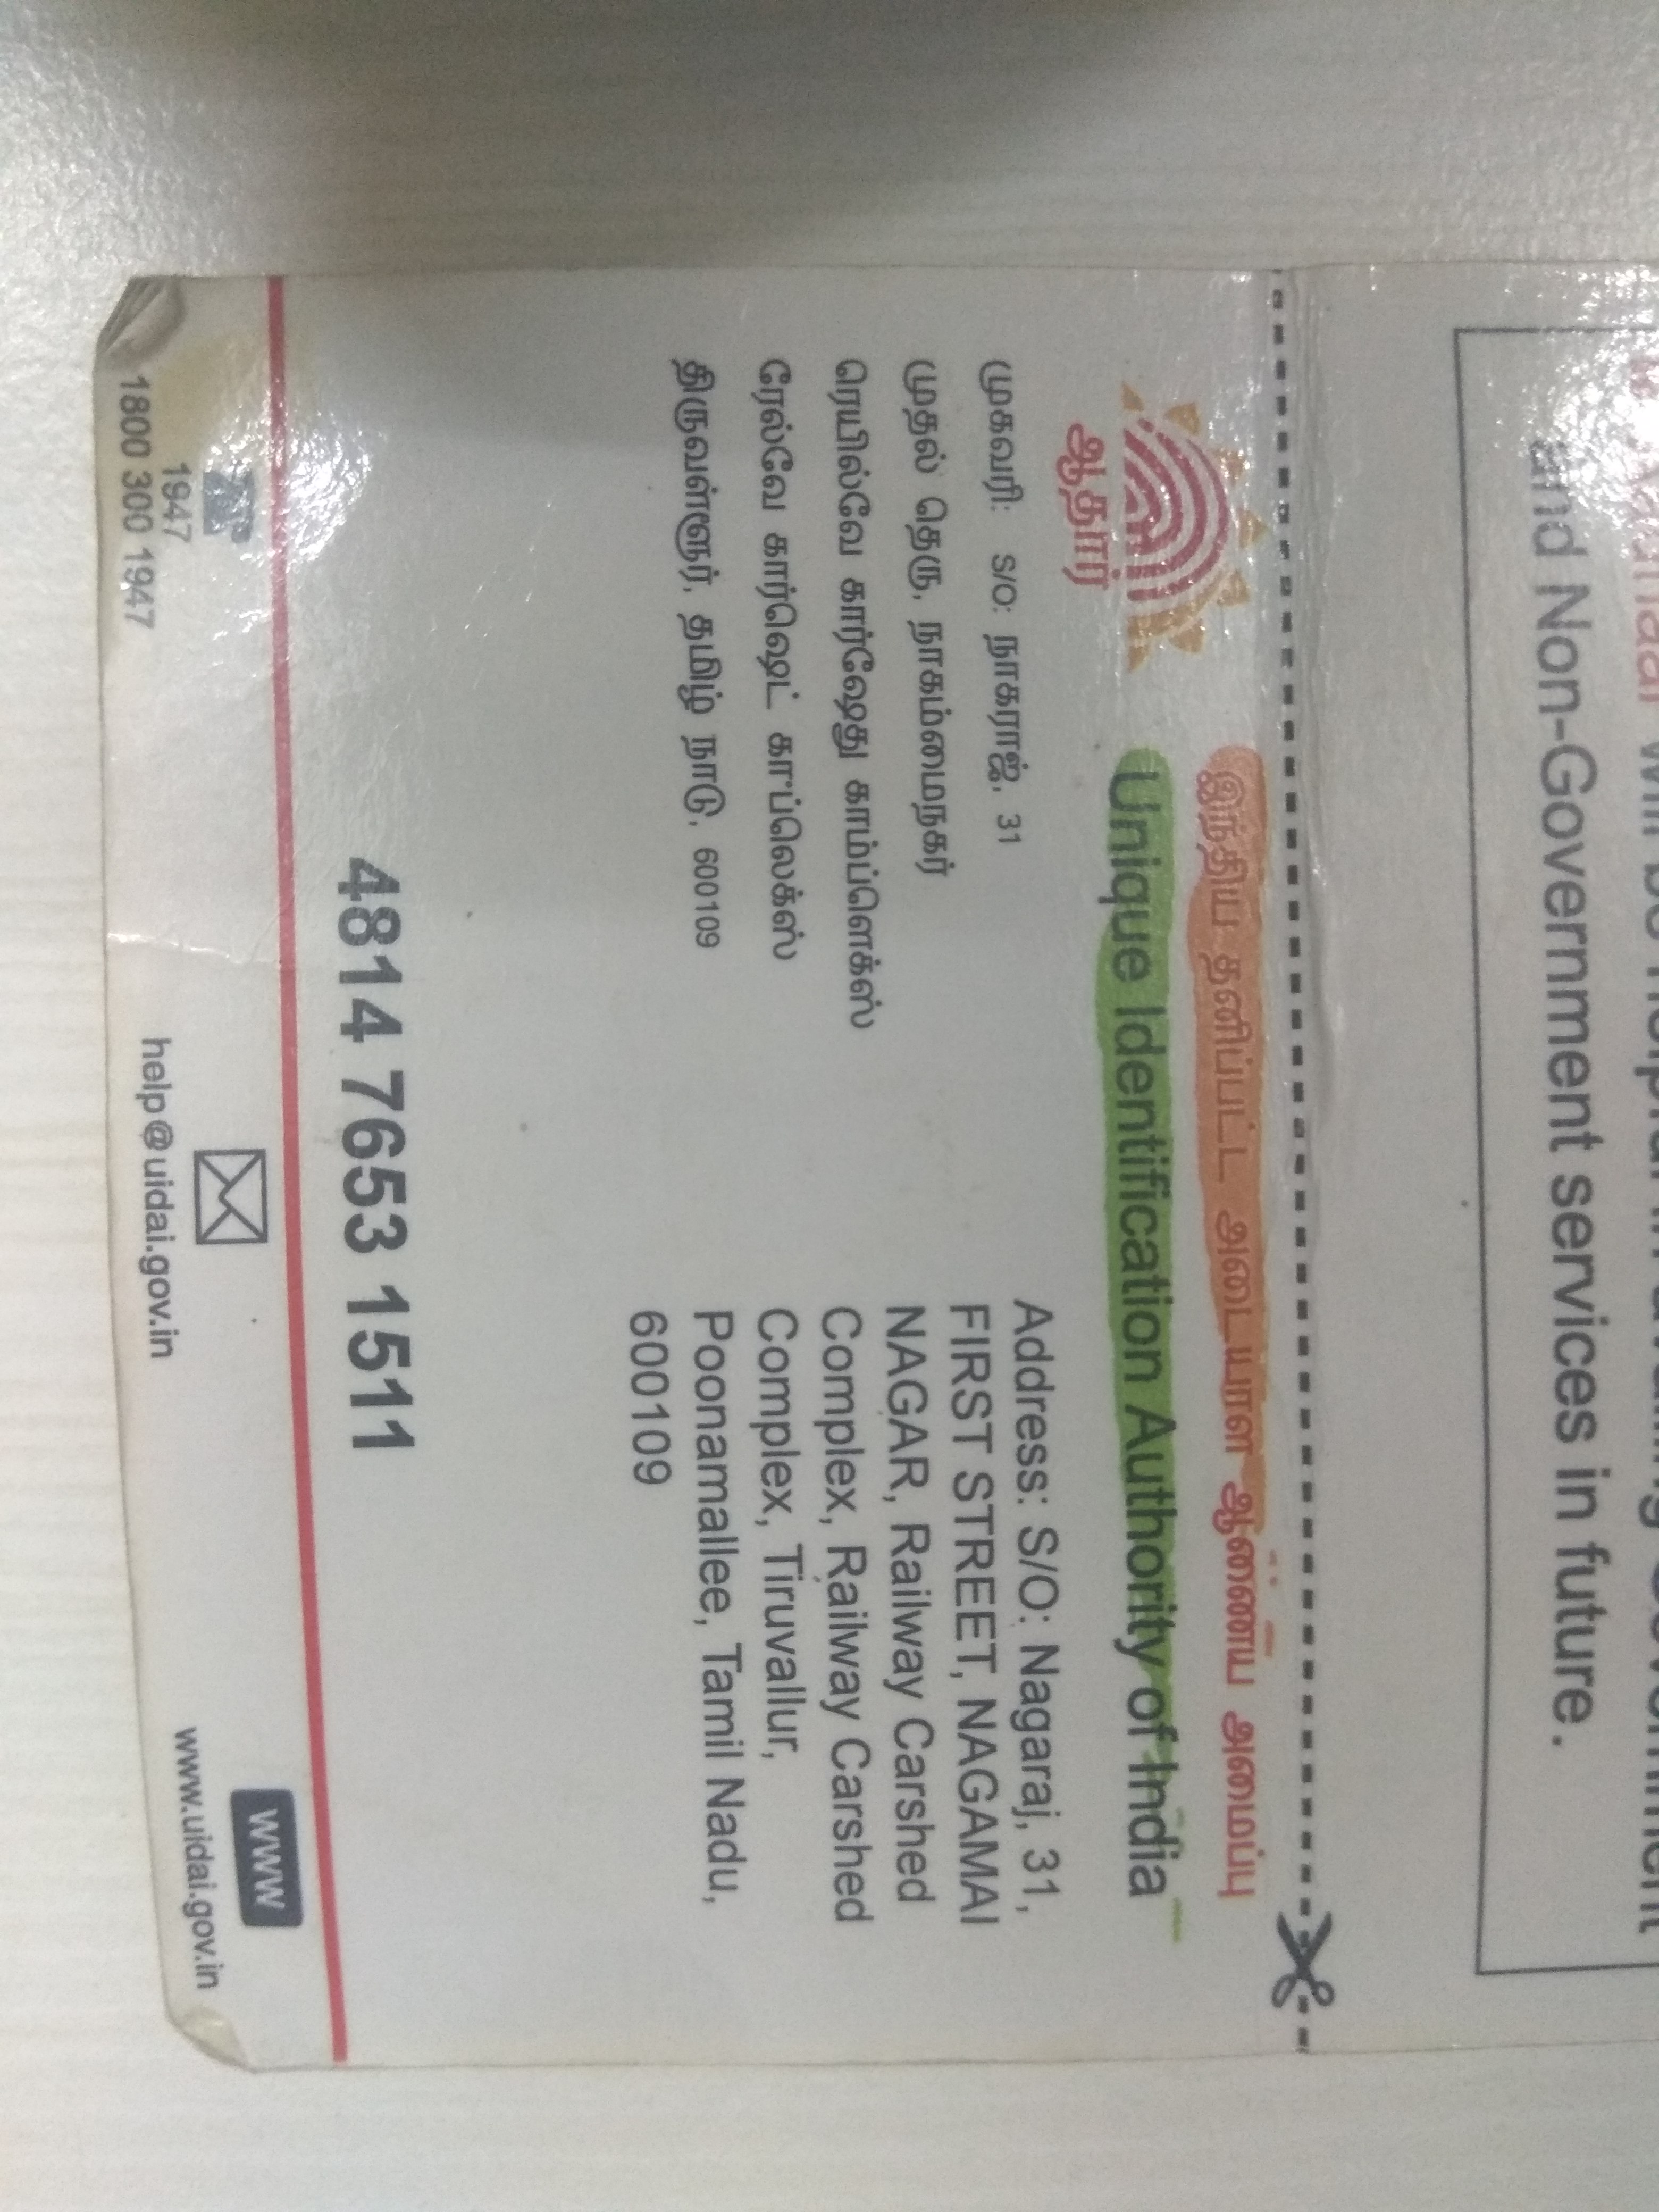 and Non-Government services in future.
இந்திய தனிப்பட்ட அடையாள ஆணைய அமைப்பு
Unique Identification Authority of India
ஆதார்
முகவரி: S/O: நாகராஜ், 31
முதல் தெரு, நாகம்மைநகர்
ரெயில்வே கார்ஷேது காம்ப்ளெக்ஸ்
ரேல்வே கார்ஷெட் காப்லெக்ஸ்
திருவள்ளூர், தமிழ் நாடு, 600109
Address: S/O: Nagaraj, 31,
FIRST STREET, NAGAMAI
NAGAR, Railway Carshed
Complex, Railway Carshed
Complex, Tiruvallur,
Poonamallee, Tamil Nadu,
600109
4814 7653 1511
1947
1800 300 1947
help@uidai.gov.in
www
www.uidai.gov.in